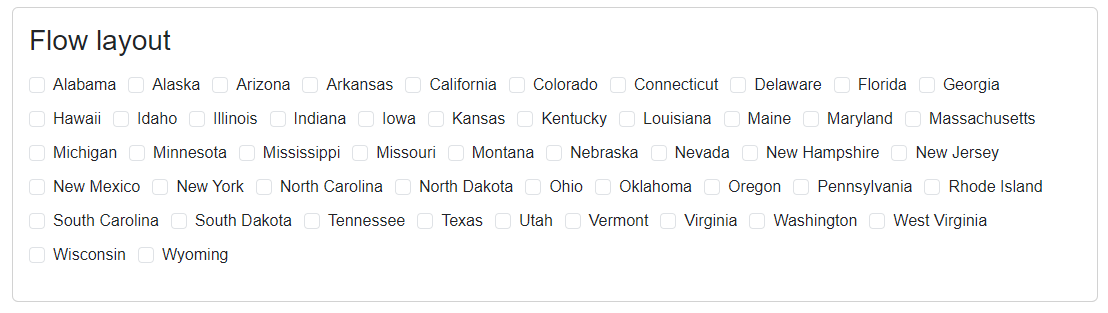 Flow layout
Alabama Alaska Arizona Arkansas California Colorado Connecticut Delaware Florida Georgia
Hawaii Idaho Illinois Indiana Iowa Kansas Kentucky Louisiana Maine Maryland Massachusetts
Michigan Minnesota Mississippi Missouri Montana Nebraska Nevada New Hampshire New Jersey
New Mexico New York North Carolina North Dakota Ohio Oklahoma Oregon Pennsylvania Rhode Island
South Carolina South Dakota Tennessee Texas Utah Vermont Virginia Washington West Virginia
Wisconsin Wyoming